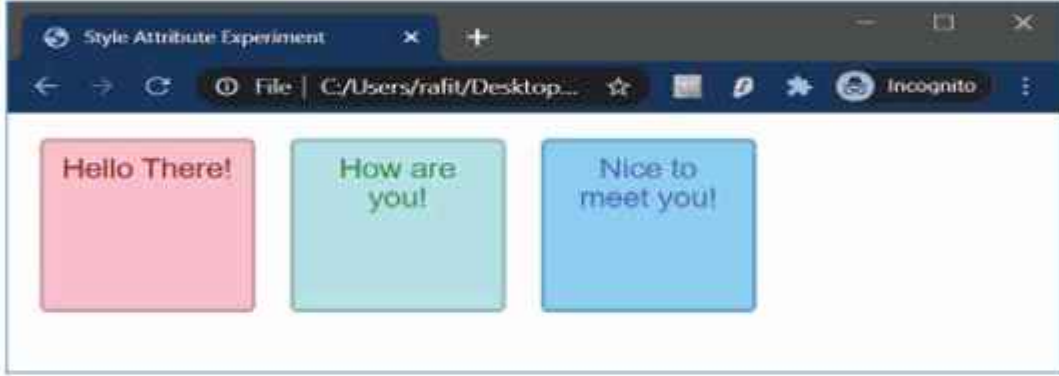 Style Attribute Experiment
File | C:/Users/rafit/Desktop... Incognito
Hello There!
How are
you!
Nice to
meet you!